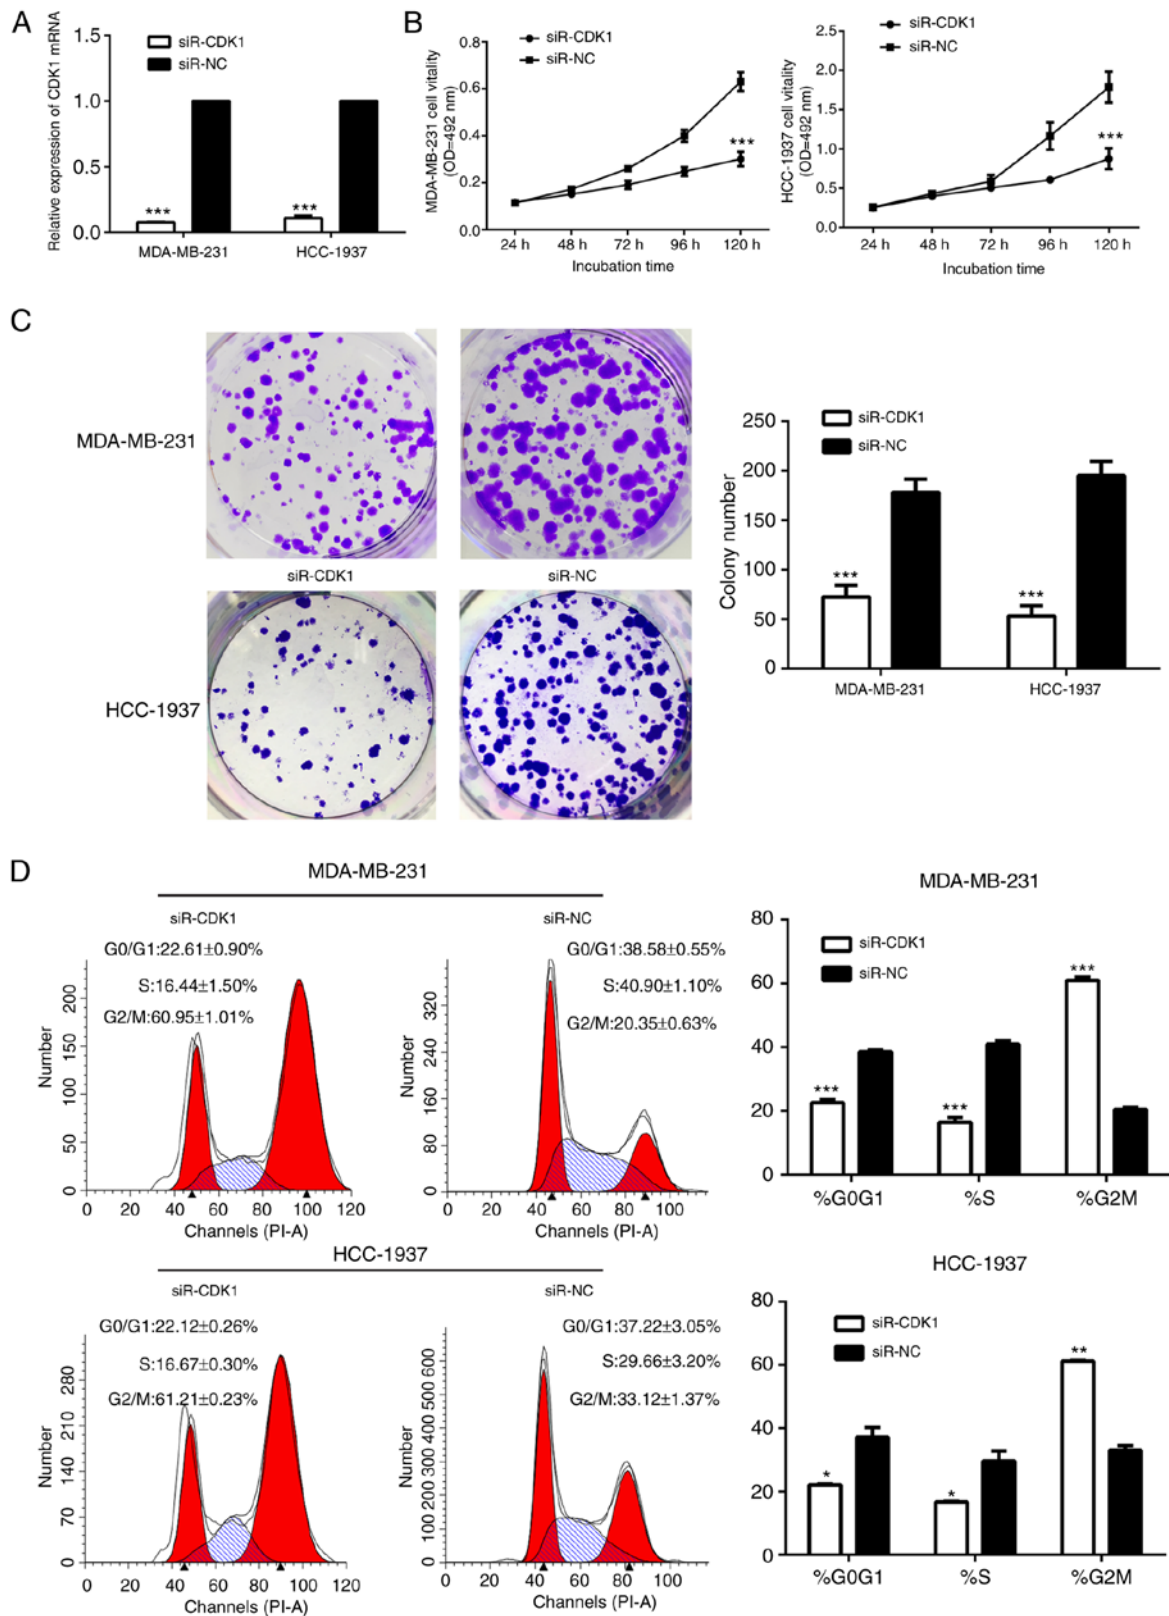 A
Relative expression of CDK1 mRNA
1.5
1.0
0.5
0.0
siR-CDK1
siR-NC
***
***
MDA-MB-231
HCC-1937
B
MDA-MB-231 cell vitality
(OD=492 nm)
0.8
0.6
0.4
0.2
0.0
siR-CDK1
siR-NC
***
24 h
48 h
72 h
96 h
120 h
Incubation time
HCC-1937 cell vitality
(OD=492 nm)
2.5
2.0
1.5
1.0
0.5
0.0
siR-CDK1
siR-NC
***
24 h
48 h
72 h
96 h
120 h
Incubation time
C
MDA-MB-231
siR-CDK1
siR-NC
HCC-1937
Colony number
250
200
150
100
50
0
siR-CDK1
siR-NC
***
***
MDA-MB-231
HCC-1937
D
MDA-MB-231
siR-CDK1
G0/G1:22.61±0.90%
S:16.44±1.50%
G2/M:60.95±1.01%
Number
200
150
100
50
0
0 20 40 60 80 100 120
Channels (PI-A)
siR-NC
G0/G1:38.58±0.55%
S:40.90±1.10%
G2/M:20.35±0.63%
Number
320
240
160
80
0
0 20 40 60 80 100
Channels (PI-A)
MDA-MB-231
80
60
40
20
0
siR-CDK1
siR-NC
***
***
***
%G0G1
%S
%G2M
HCC-1937
siR-CDK1
G0/G1:22.12±0.26%
S:16.67±0.30%
G2/M:61.21±0.23%
Number
280
210
140
70
0
0 20 40 60 80 100 120
Channels (PI-A)
siR-NC
G0/G1:37.22±3.05%
S:29.66±3.20%
G2/M:33.12±1.37%
Number
600
500
400
300
200
100
0
0 20 40 60 80 100
Channels (PI-A)
HCC-1937
80
60
40
20
0
siR-CDK1
siR-NC
*
*
**
%G0G1
%S
%G2M